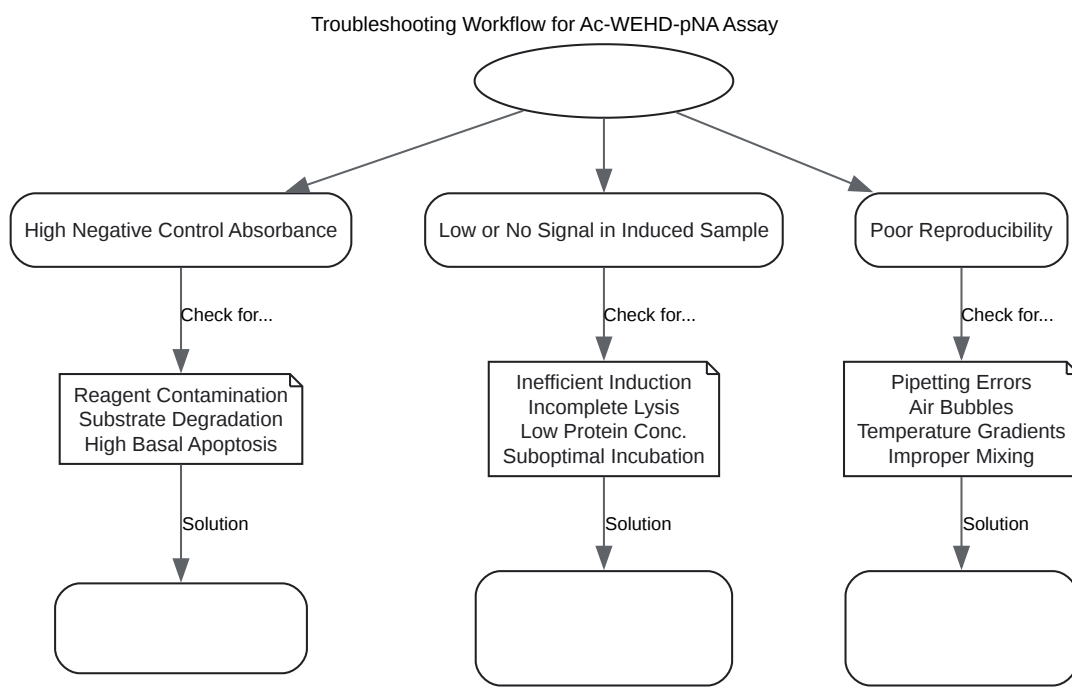 Troubleshooting Workflow for Ac-WEHD-pNA Assay
High Negative Control Absorbance
Low or No Signal in Induced Sample
Poor Reproducibility
Check for...
Check for...
Check for...
Reagent Contamination
Substrate Degradation
High Basal Apoptosis
Inefficient Induction
Incomplete Lysis
Low Protein Conc.
Suboptimal Incubation
Pipetting Errors
Air Bubbles
Temperature Gradients
Improper Mixing
Solution
Solution
Solution